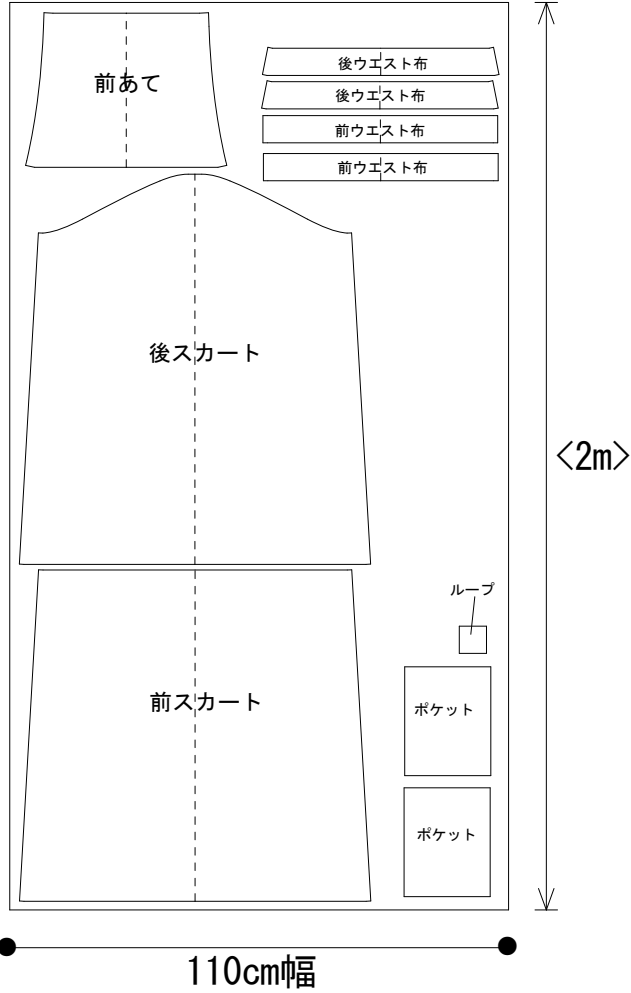 前あて
後ウエスト布
後ウエスト布
前ウエスト布
前ウエスト布
後スカート
<2m>
ループ
前スカート
ポケット
ポケット
110cm幅